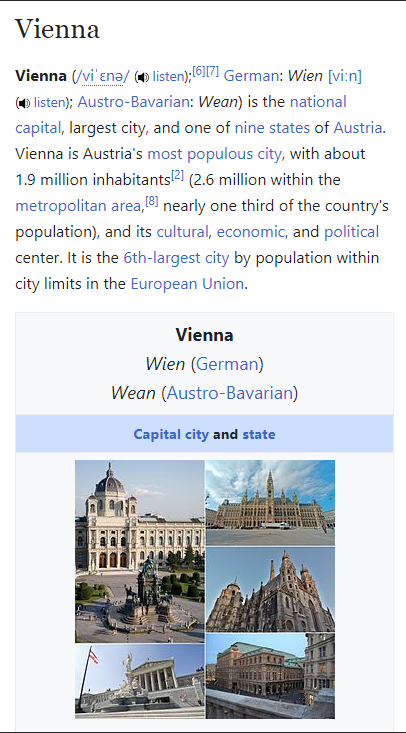 Vienna
Vienna (/viˈɛnə/ (listen);[6][7] German: Wien [viːn]
(listen); Austro-Bavarian: Wean) is the national
capital, largest city, and one of nine states of Austria.
Vienna is Austria's most populous city, with about
1.9 million inhabitants[2] (2.6 million within the
metropolitan area,[8] nearly one third of the country's
population), and its cultural, economic, and political
center. It is the 6th-largest city by population within
city limits in the European Union.
Vienna
Wien (German)
Wean (Austro-Bavarian)
Capital city and state